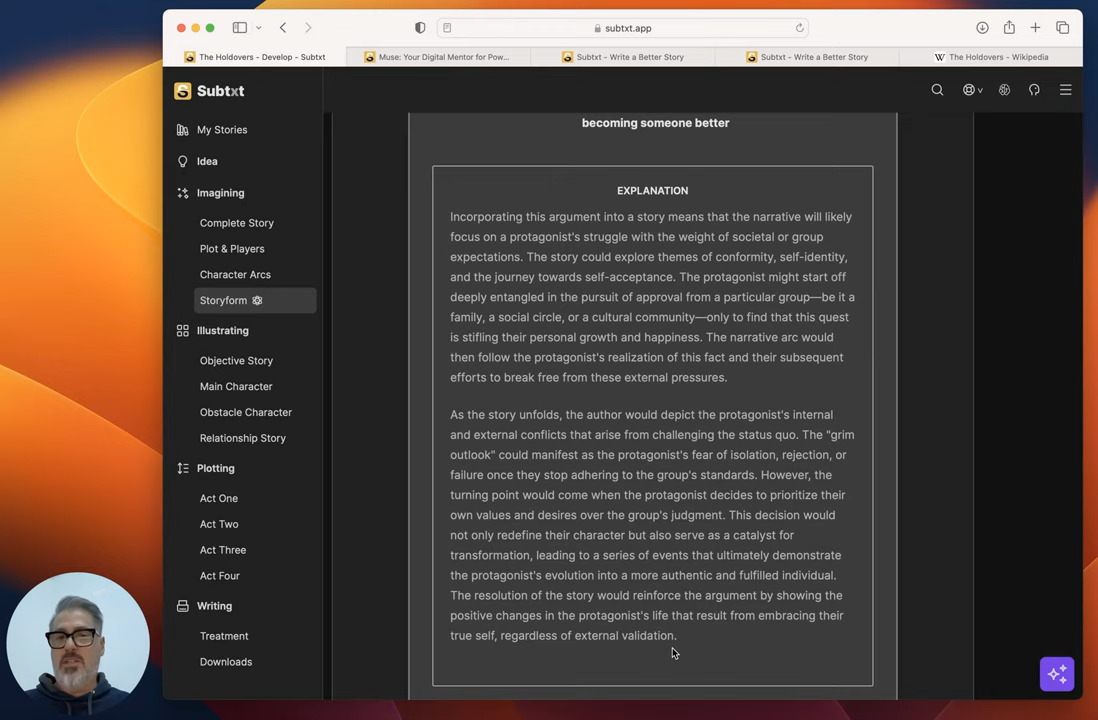 subtxt.app
The Holdovers - Develop - Subtxt
Muse: Your Digital Mentor for Pow...
Subtxt - Write a Better Story
Subtxt - Write a Better Story
The Holdovers - Wikipedia
Subtxt
My Stories
Idea
Imagining
Complete Story
Plot & Players
Character Arcs
Storyform
Illustrating
Objective Story
Main Character
Obstacle Character
Relationship Story
Plotting
Act One
Act Two
Act Three
Act Four
Writing
Treatment
Downloads
becoming someone better
EXPLANATION
Incorporating this argument into a story means that the narrative will likely
focus on a protagonist's struggle with the weight of societal or group
expectations. The story could explore themes of conformity, self-identity,
and the journey towards self-acceptance. The protagonist might start off
deeply entangled in the pursuit of approval from a particular group—be it a
family, a social circle, or a cultural community—only to find that this quest
is stifling their personal growth and happiness. The narrative arc would
then follow the protagonist's realization of this fact and their subsequent
efforts to break free from these external pressures.
As the story unfolds, the author would depict the protagonist's internal
and external conflicts that arise from challenging the status quo. The "grim
outlook" could manifest as the protagonist's fear of isolation, rejection, or
failure once they stop adhering to the group's standards. However, the
turning point would come when the protagonist decides to prioritize their
own values and desires over the group's judgment. This decision would
not only redefine their character but also serve as a catalyst for
transformation, leading to a series of events that ultimately demonstrate
the protagonist's evolution into a more authentic and fulfilled individual.
The resolution of the story would reinforce the argument by showing the
positive changes in the protagonist's life that result from embracing their
true self, regardless of external validation.